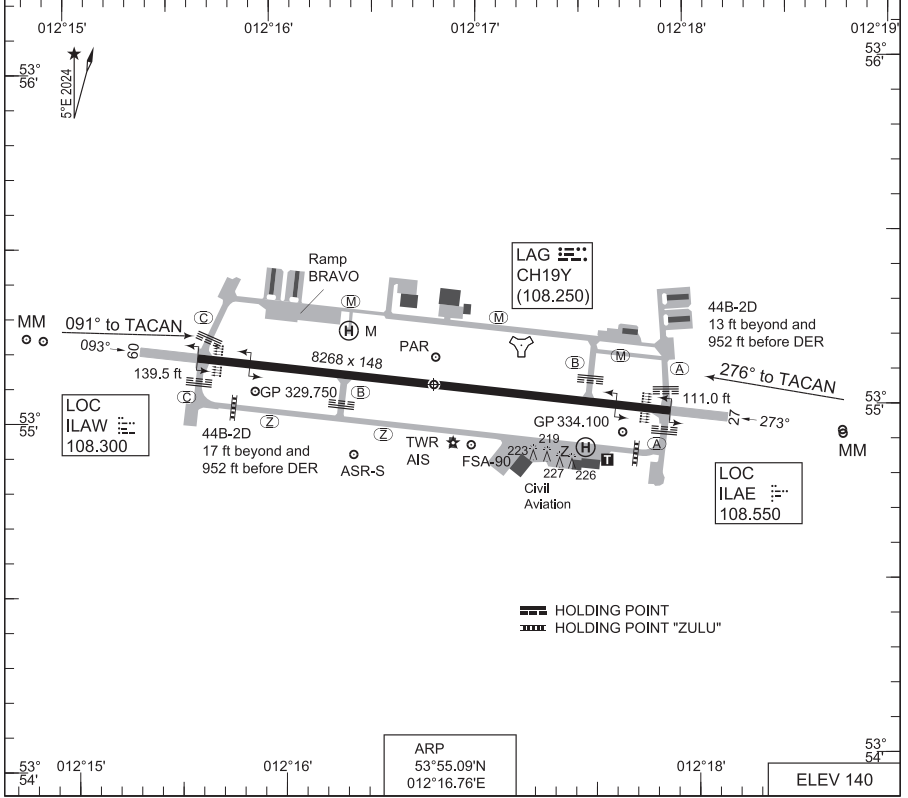 012°15'
012°16'
012°17'
012°18'
012°19'
53°
56'
53°
56'
5°E 2024
LAG
CH19Y
(108.250)
Ramp
BRAVO
M
M
H M
C
44B-2D
13 ft beyond and
952 ft before DER
MM
091° to TACAN
093°
09
PAR
8268 x 148
B
M
A
276° to TACAN
139.5 ft
111.0 ft
C
GP 329.750
B
27
273°
53°
55'
53°
55'
LOC
ILAW
108.300
Z
Z
44B-2D
17 ft beyond and
952 ft before DER
ASR-S
TWR
AIS
FSA-90
GP 334.100
219
223
Z
H
227
226
T
A
MM
Civil
Aviation
LOC
ILAE
108.550
HOLDING POINT
HOLDING POINT "ZULU"
53°
54'
012°15'
012°16'
ARP
53°55.09'N
012°16.76'E
012°18'
53°
54'
ELEV 140